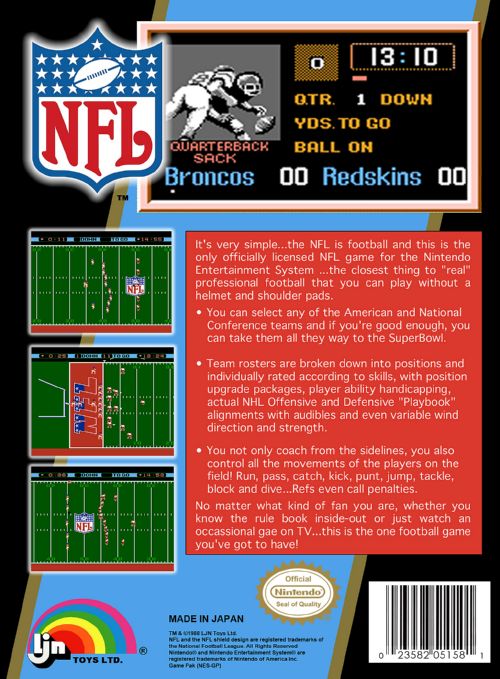 NFL
TM
0
13:10
QTR. 1 DOWN
YDS. TO GO
BALL ON
QUARTERBACK
SACK
Broncos 00 Redskins 00
It's very simple...the NFL is football and this is the
only officially licensed NFL game for the Nintendo
Entertainment System ...the closest thing to "real"
professional football that you can play without a
helmet and shoulder pads.
• You can select any of the American and National
Conference teams and if you're good enough, you
can take them all they way to the SuperBowl.
• Team rosters are broken down into positions and
individually rated according to skills, with position
upgrade packages, player ability handicapping,
actual NHL Offensive and Defensive "Playbook"
alignments with audibles and even variable wind
direction and strength.
• You not only coach from the sidelines, you also
control all the movements of the players on the
field! Run, pass, catch, kick, punt, jump, tackle,
block and dive...Refs even call penalties.
No matter what kind of fan you are, whether you
know the rule book inside-out or just watch an
occassional gae on TV...this is the one football game
you've got to have!
NFL
NFL
NFL
Official
Nintendo
Seal of Quality
MADE IN JAPAN
TM & ©1988 LJN Toys Ltd.
NFL and the NFL shield design are registered trademarks of
the National Football League. All Rights Reserved
Nintendo® and Nintendo Entertainment System® are
registered trademarks of Nintendo of America Inc.
Game Pak (NES-GP)
ljn
TOYS LTD. ®
0 23582 05158 1